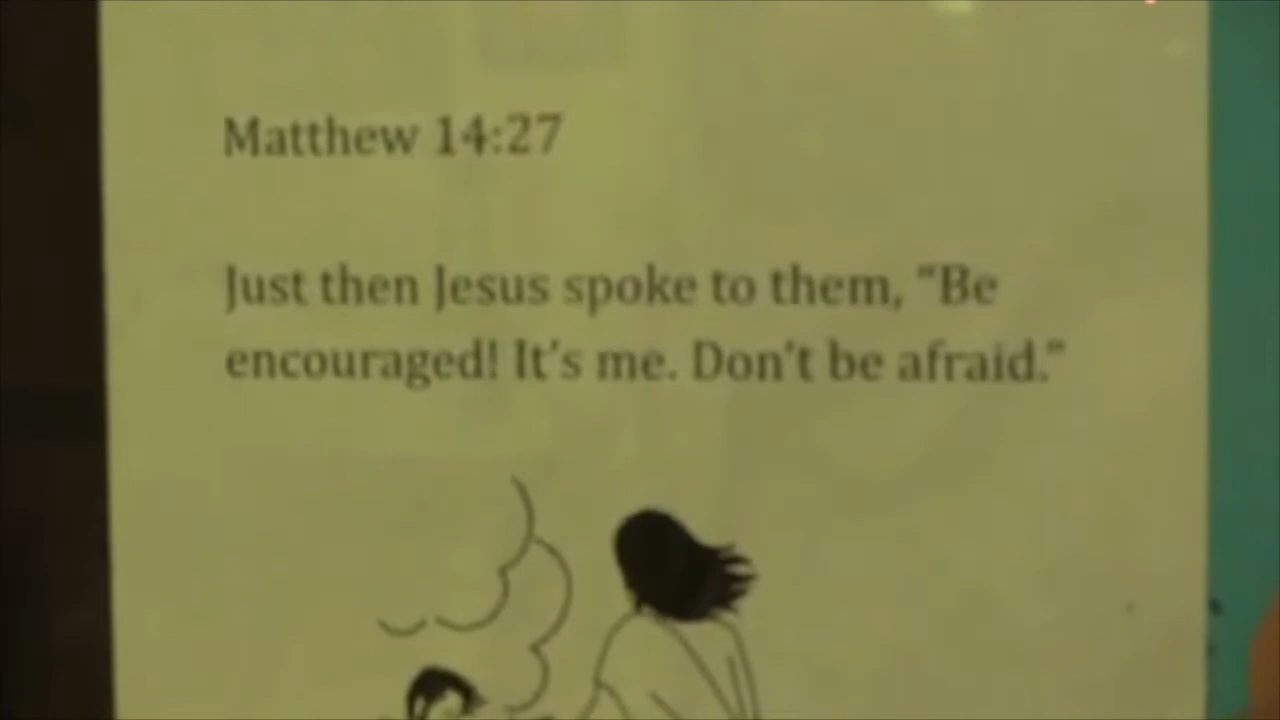 Matthew 14:27
Just then Jesus spoke to them, “Be
encouraged! It’s me. Don’t be afraid.”